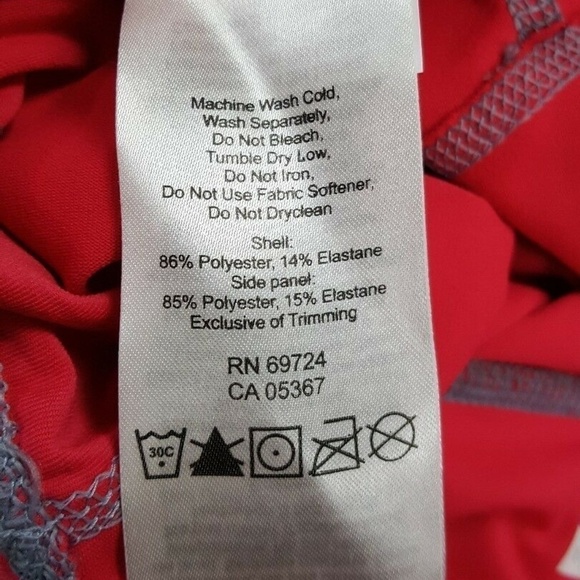 Machine Wash Cold,
Wash Separately,
Do Not Bleach,
Tumble Dry Low,
Do Not Iron,
Do Not Use Fabric Softener,
Do Not Dryclean
Shell:
86% Polyester, 14% Elastane
Side panel:
85% Polyester, 15% Elastane
Exclusive of Trimming
RN 69724
CA 05367
30C